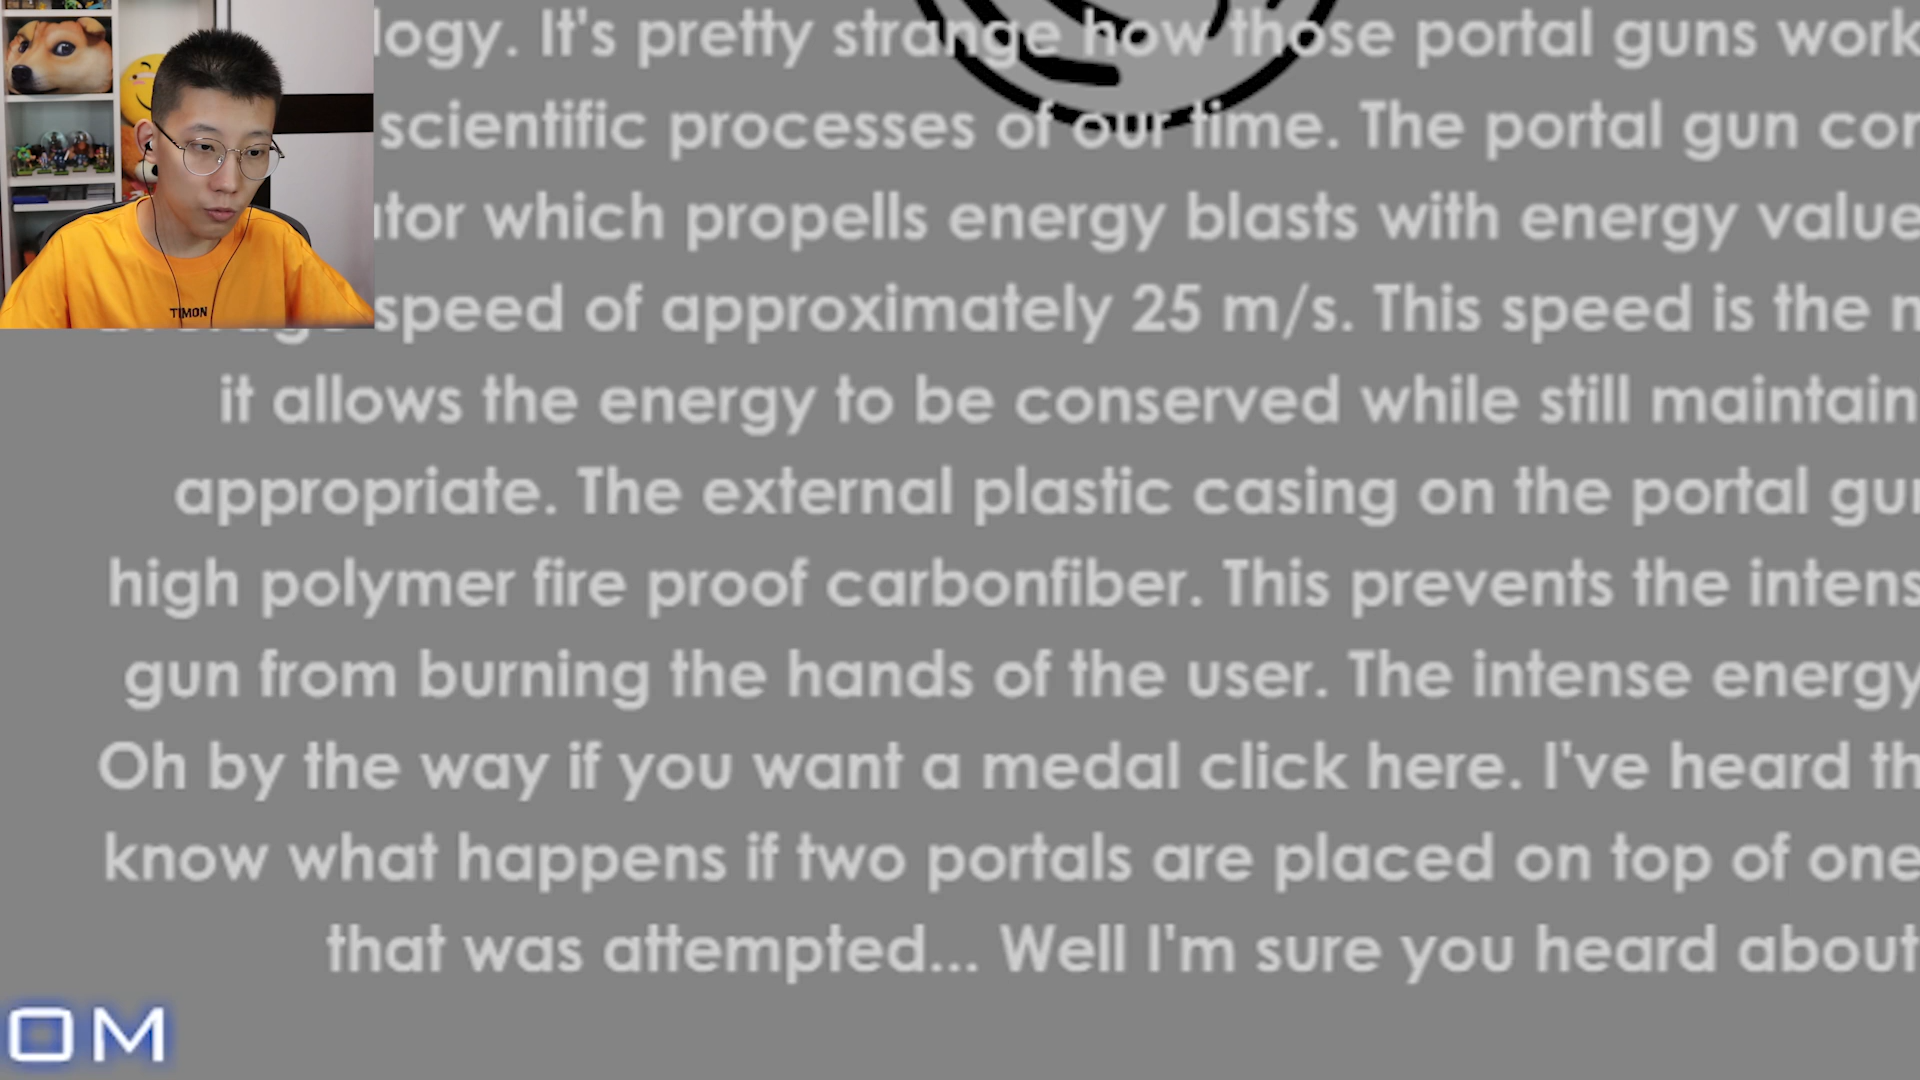 logy. It's pretty strange how those portal guns work
scientific processes of our time. The portal gun
which propells energy blasts with energy value
speed of approximately 25 m/s. This speed is the
it allows the energy to be conserved while still maintain
appropriate. The external plastic casing on the portal
high polymer fire proof carbonfiber. This prevents the intens
gun from burning the hands of the user. The intense energy
Oh by the way if you want a medal click here. I've heard th
know what happens if two portals are placed on top of one
that was attempted... Well I'm sure you heard about
OM
TIMON